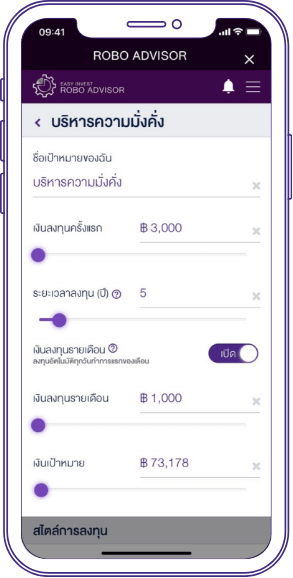 09:41
ROBO ADVISOR
EASY INVEST
ROBO ADVISOR
บริหารความมั่งคั่ง
ชื่อเป้าหมายของฉัน
บริหารความมั่งคั่ง
เงินลงทุนครั้งแรก ฿ 3,000
ระยะเวลาลงทุน (ปี) ? 5
เงินลงทุนรายเดือน ? เปิด
ลงทุนอัตโนมัติทุกวันทำการแรกของเดือน
เงินลงทุนรายเดือน ฿ 1,000
เงินเป้าหมาย ฿ 73,178
สไตล์การลงทุน